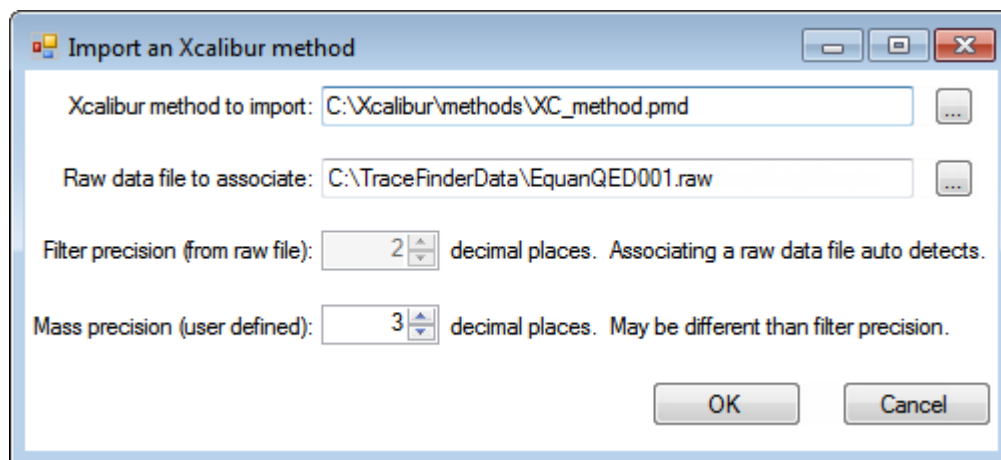 Import an Xcalibur method
Xcalibur method to import: C:\Xcalibur\methods\XC_method.pmd ...
Raw data file to associate: C:\TraceFinderData\EquanQED001.raw ...
Filter precision (from raw file): 2 decimal places. Associating a raw data file auto detects.
Mass precision (user defined): 3 decimal places. May be different than filter precision.
OK Cancel